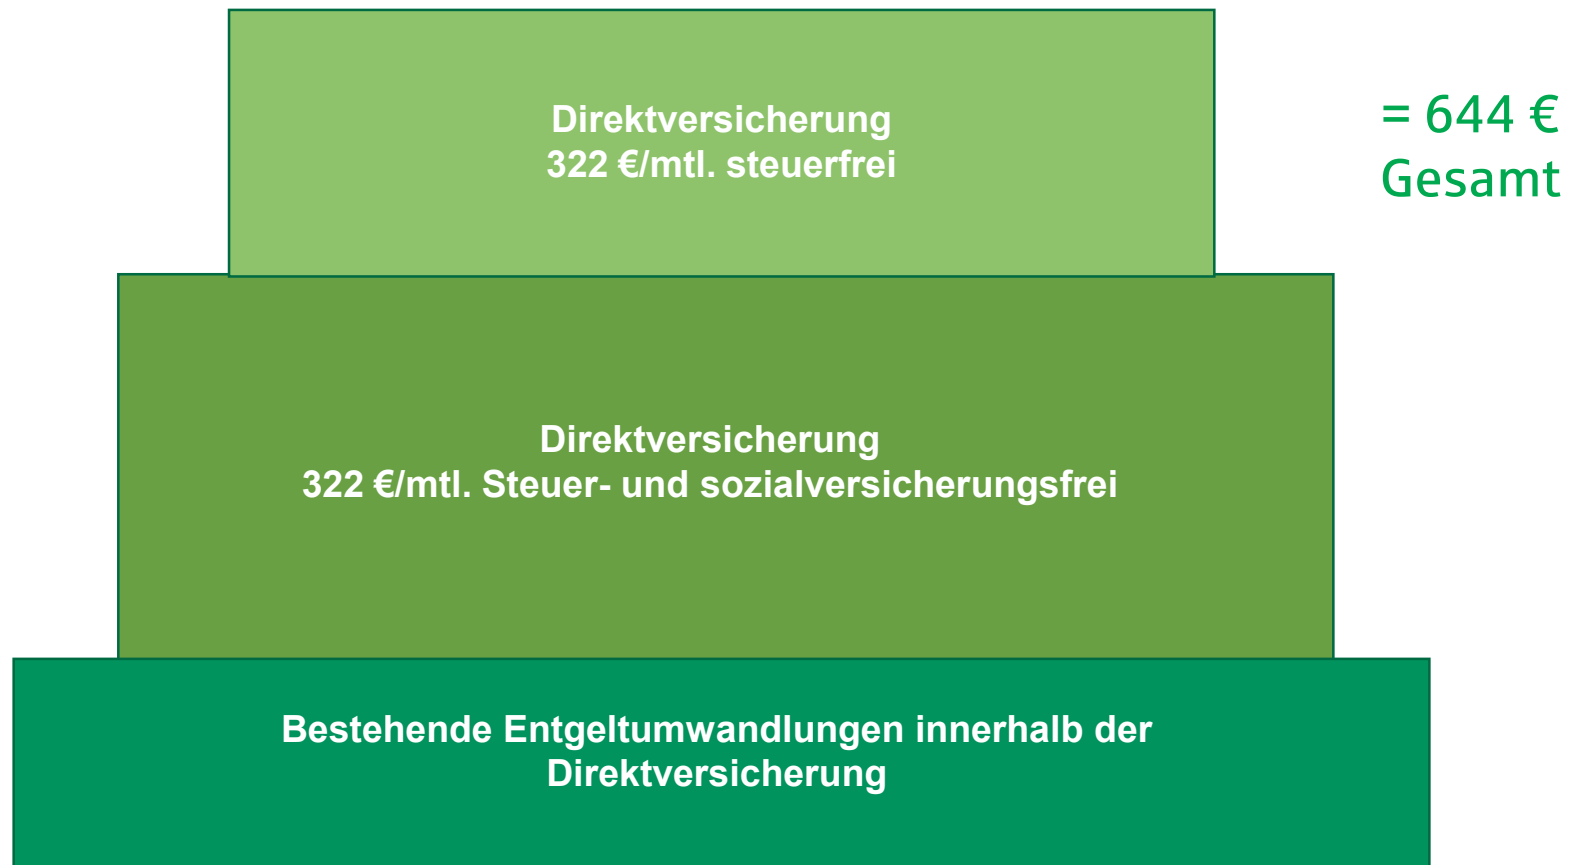 Direktversicherung
322 €/mtl. steuerfrei
= 644 €
Gesamt
Direktversicherung
322 €/mtl. Steuer- und sozialversicherungsfrei
Bestehende Entgeltumwandlungen innerhalb der
Direktversicherung